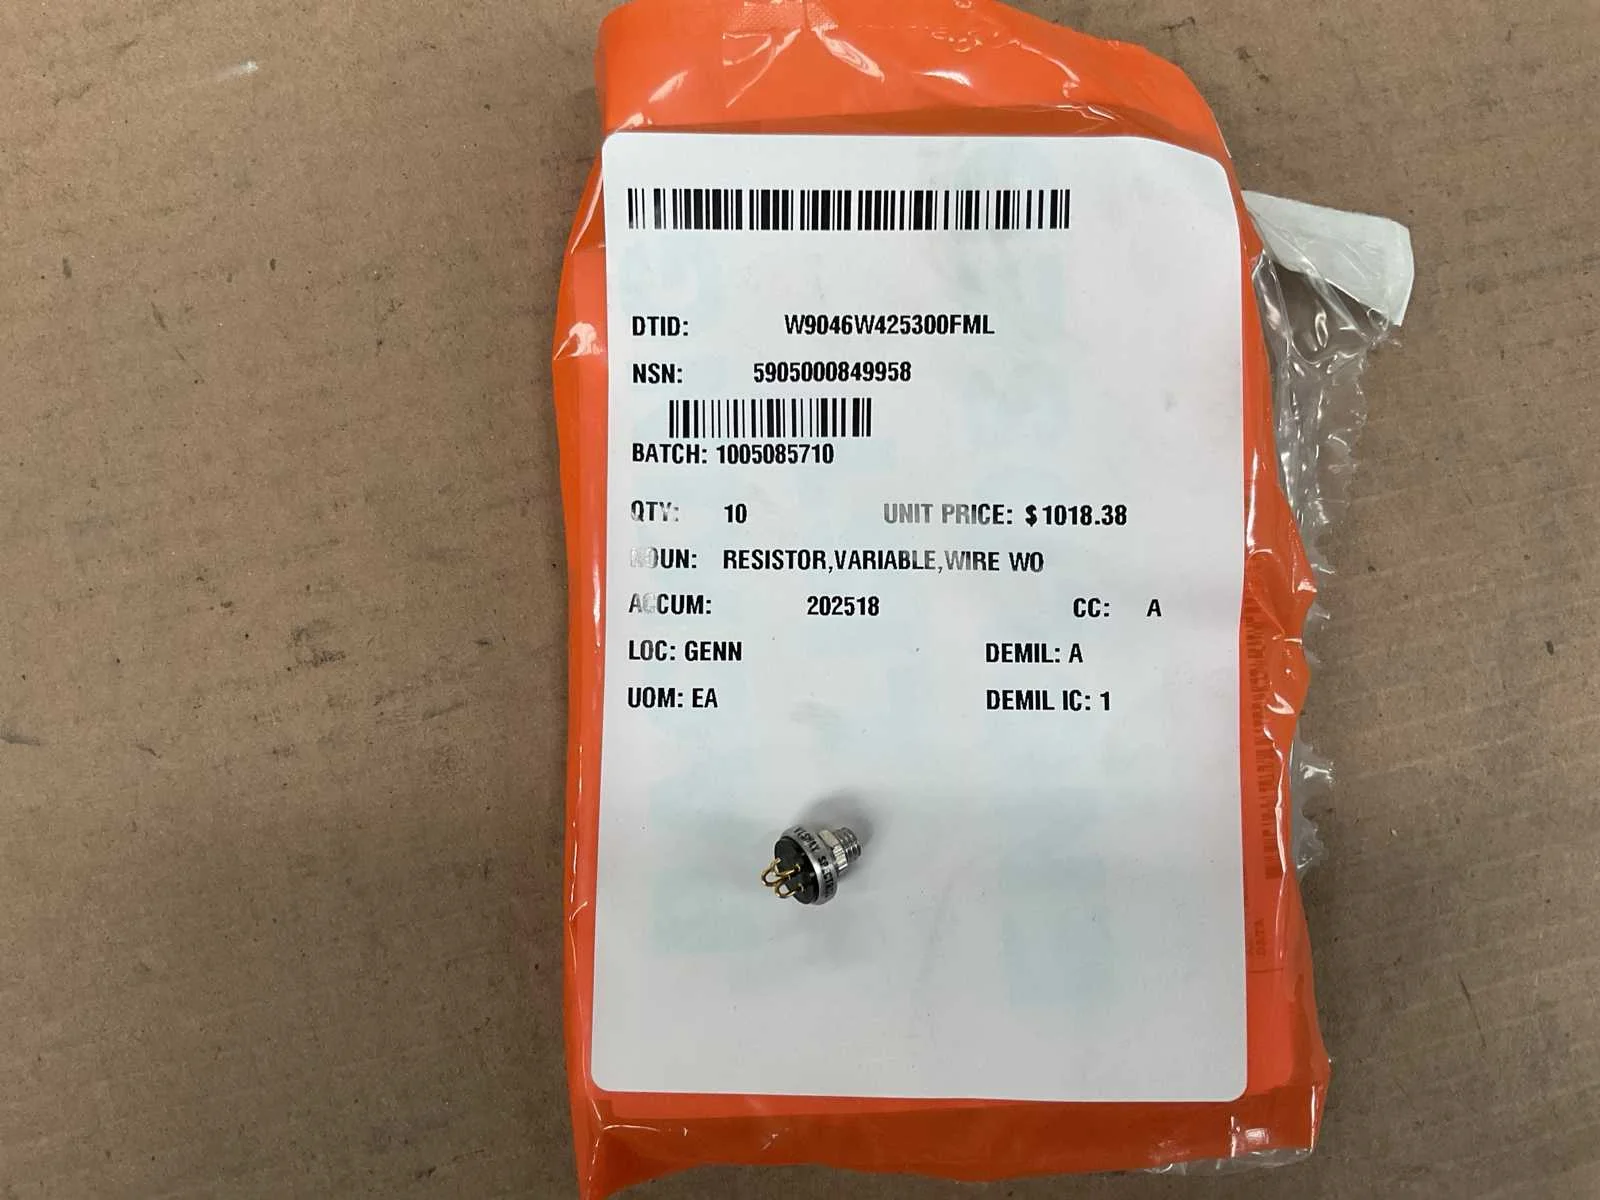 DTID: W9046W425300FML
NSN: 5905000849958
BATCH: 1005085710
QTY: 10 UNIT PRICE: $1018.38
NOUN: RESISTOR,VARIABLE,WIRE WO
ACCUM: 202518 CC: A
LOC: GENN DEMIL: A
UOM: EA DEMIL IC: 1
VISHAY